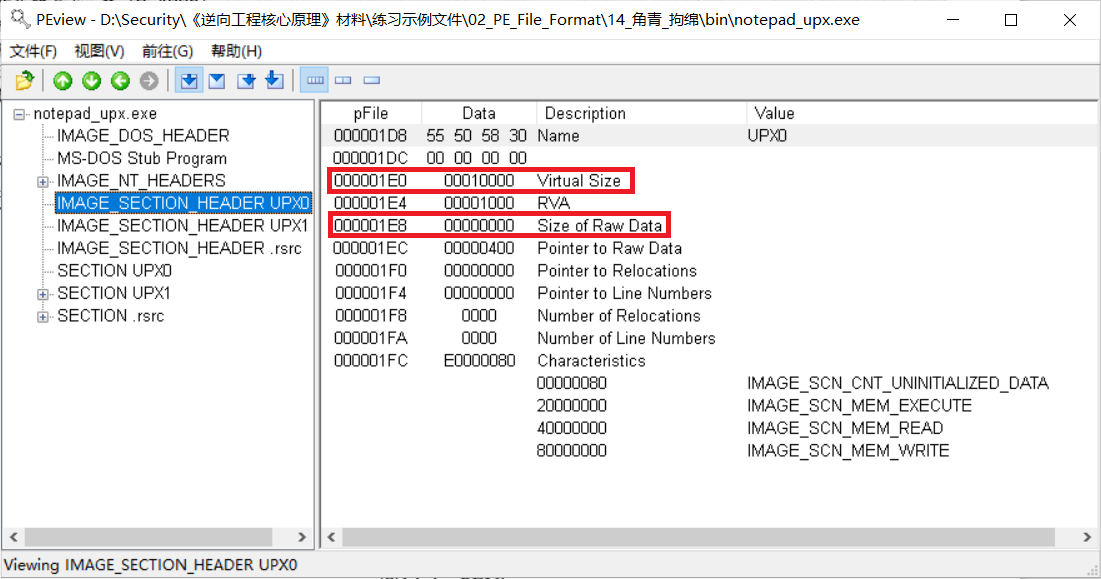 PEview - D:\Security\《逆向工程核心原理》材料\练习示例文件\02_PE_File_Format\14_角青_拘绵\bin\notepad_upx.exe
文件(F) 视图(V) 前往(G) 帮助(H)
notepad_upx.exe
IMAGE_DOS_HEADER
MS-DOS Stub Program
IMAGE_NT_HEADERS
IMAGE_SECTION_HEADER UPX0
IMAGE_SECTION_HEADER UPX1
IMAGE_SECTION_HEADER .rsrc
SECTION UPX0
SECTION UPX1
SECTION .rsrc
pFile Data Description Value
000001D8 55 50 58 30 Name UPX0
000001DC 00 00 00 00
000001E0 00010000 Virtual Size
000001E4 00001000 RVA
000001E8 00000000 Size of Raw Data
000001EC 00000400 Pointer to Raw Data
000001F0 00000000 Pointer to Relocations
000001F4 00000000 Pointer to Line Numbers
000001F8 0000 Number of Relocations
000001FA 0000 Number of Line Numbers
000001FC E0000080 Characteristics
00000080 IMAGE_SCN_CNT_UNINITIALIZED_DATA
20000000 IMAGE_SCN_MEM_EXECUTE
40000000 IMAGE_SCN_MEM_READ
80000000 IMAGE_SCN_MEM_WRITE
Viewing IMAGE_SECTION_HEADER UPX0